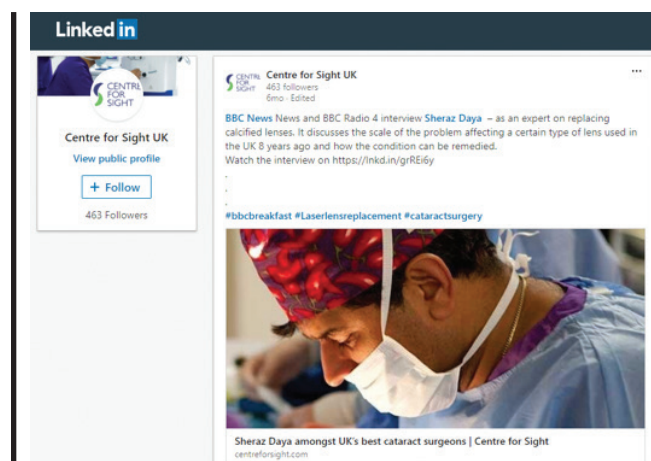 Linked in
CENTRE
FOR
SIGHT
Centre for Sight UK
View public profile
+ Follow
463 Followers
CENTRE
FOR
SIGHT
Centre for Sight UK
463 followers
6mo · Edited
...
BBC News News and BBC Radio 4 interview Sheraz Daya – as an expert on replacing
calcified lenses. It discusses the scale of the problem affecting a certain type of lens used in
the UK 8 years ago and how the condition can be remedied.
Watch the interview on https://lnkd.in/grREi6y
.
.
.
#bbcbreakfast #Laserlensreplacement #cataractsurgery
Sheraz Daya amongst UK's best cataract surgeons | Centre for Sight
centreforsight.com